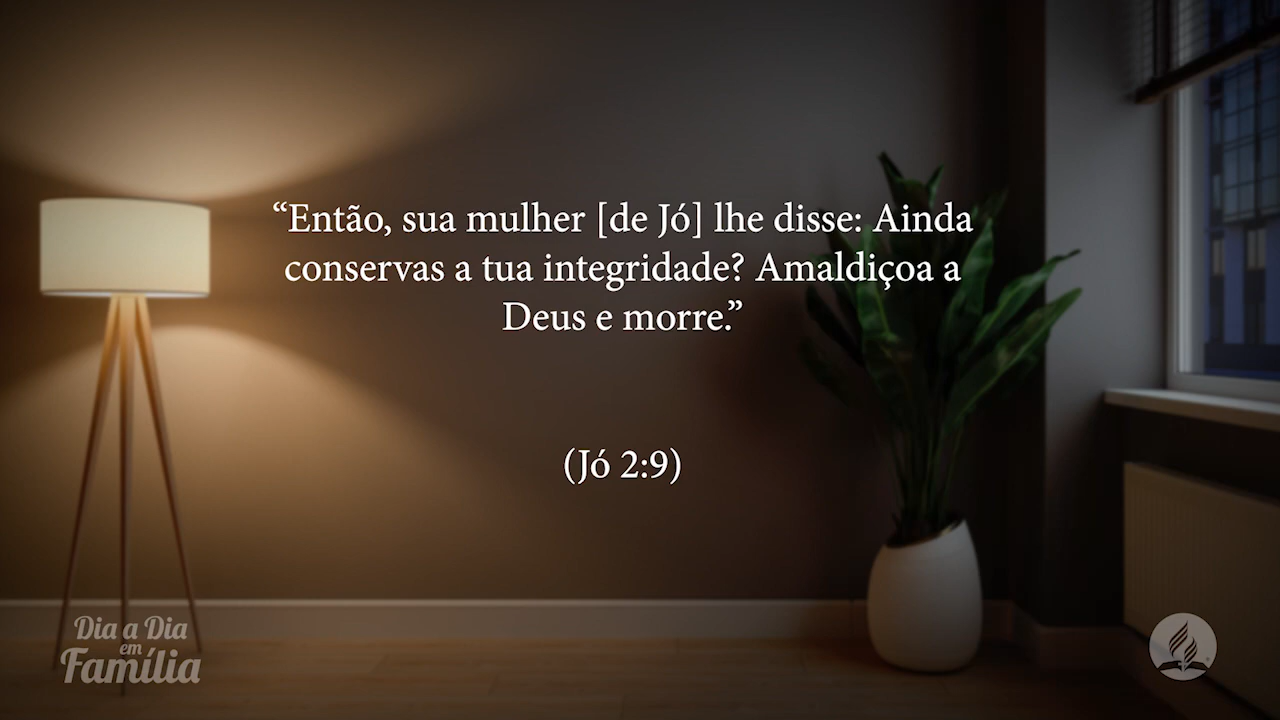 “Então, sua mulher [de Jó] lhe disse: Ainda
conservas a tua integridade? Amaldiçoa a
Deus e morre.”
(Jó 2:9)
Dia a Dia
em
Família